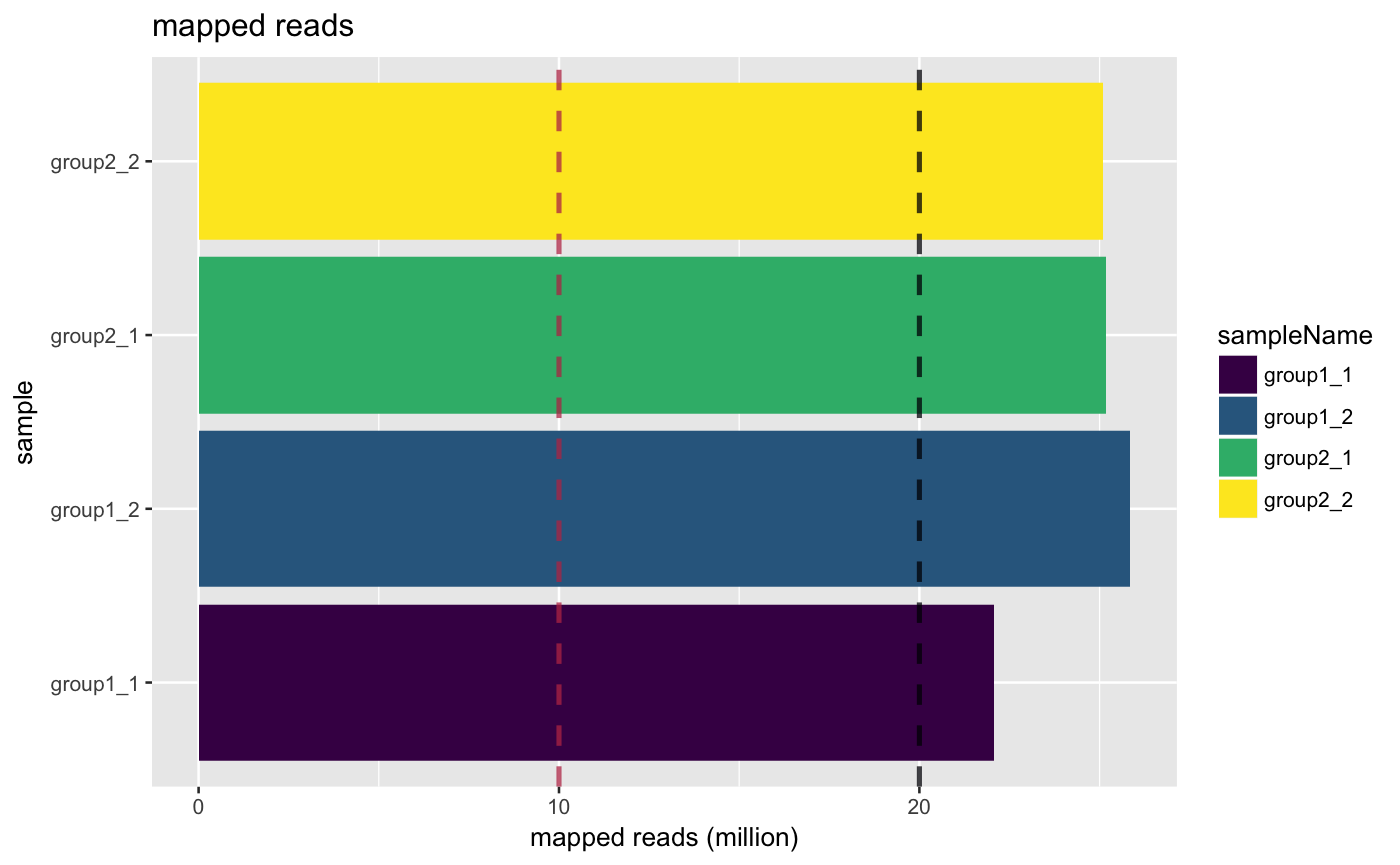 mapped reads
group2_2
group2_1
group1_2
group1_1
sample
0
10
20
mapped reads (million)
sampleName
group1_1
group1_2
group2_1
group2_2